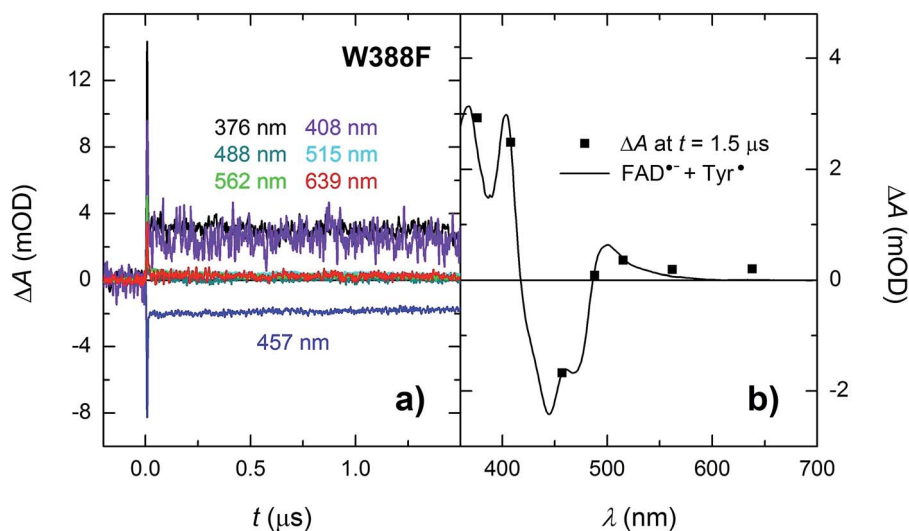 W388F
376 nm 408 nm
488 nm 515 nm
562 nm 639 nm
457 nm
a)
12
8
4
0
-4
-8
ΔA (mOD)
0.0 0.5 1.0
t (μs)
■ ΔA at t = 1.5 μs
FAD•− + Tyr•
b)
4
2
0
-2
ΔA (mOD)
400 500 600 700
λ (nm)